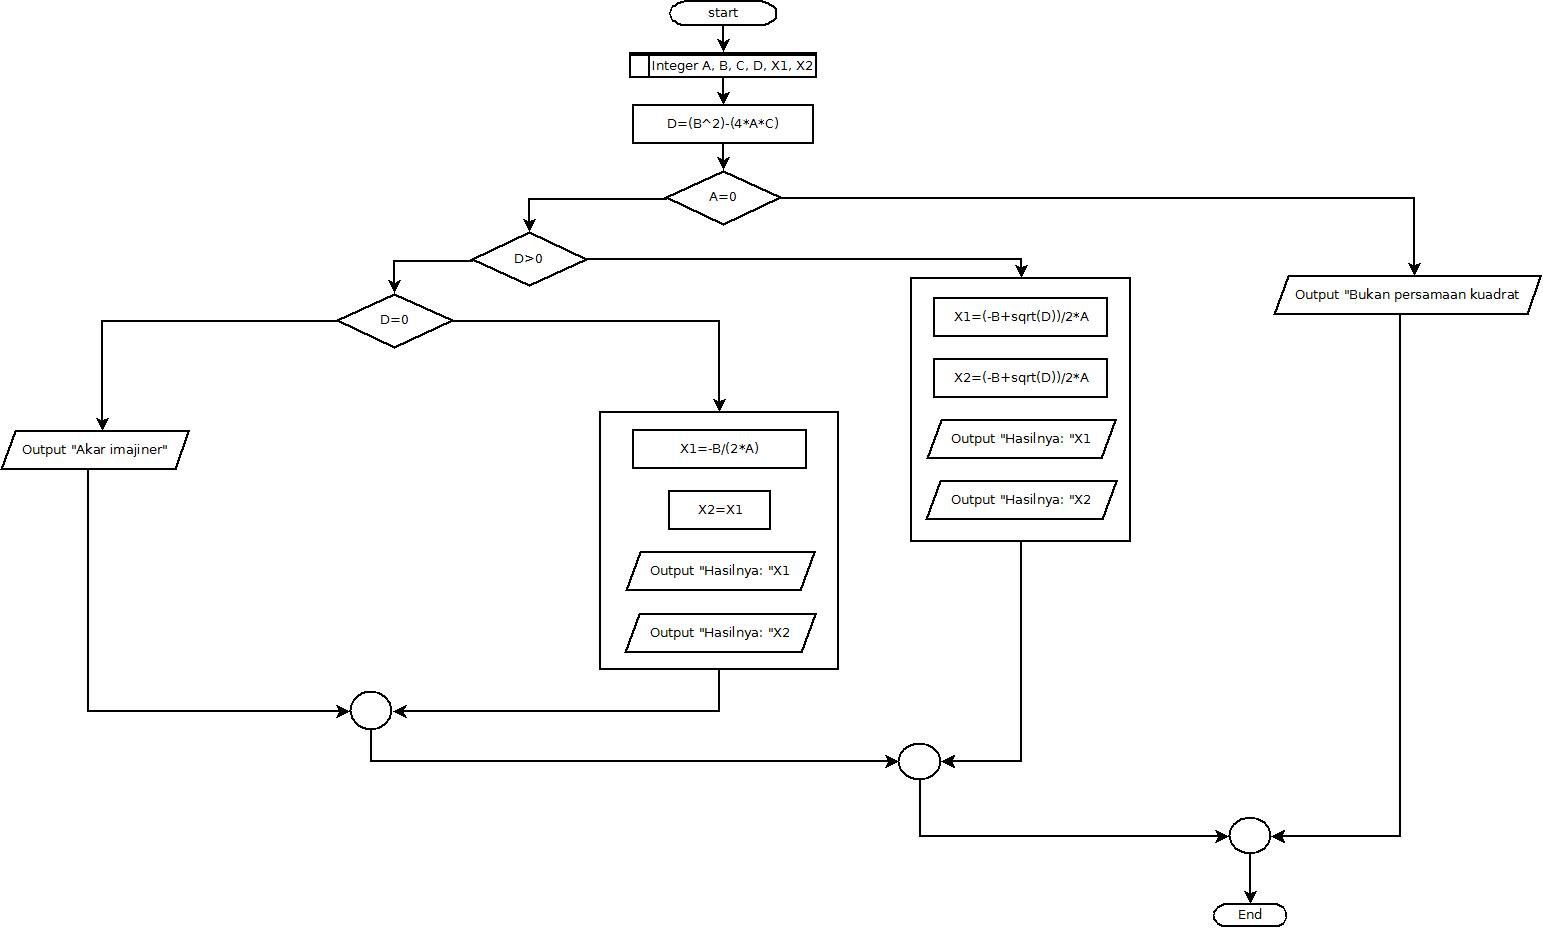 start
Integer A, B, C, D, X1, X2
D=(B^2)-(4*A*C)
A=0
D>0
D=0
Output "Akar imajiner"
X1=-B/(2*A)
X2=X1
Output "Hasilnya: "X1
Output "Hasilnya: "X2
X1=(-B+sqrt(D))/2*A
X2=(-B+sqrt(D))/2*A
Output "Hasilnya: "X1
Output "Hasilnya: "X2
Output "Bukan persamaan kuadrat
End